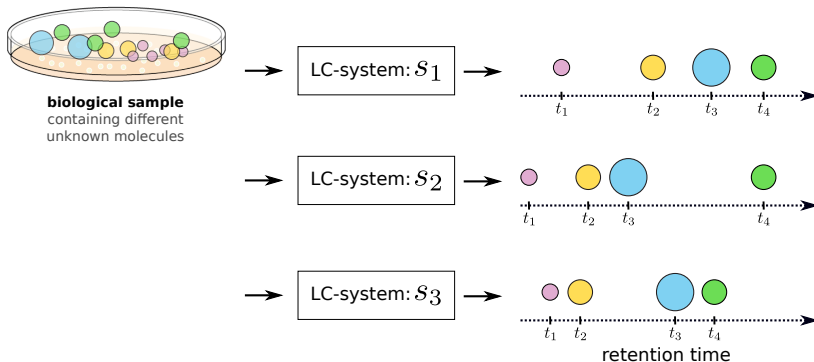 biological sample
containing different
unknown molecules
LC-system: s₁
t₁ t₂ t₃ t₄
LC-system: s₂
t₁ t₂ t₃ t₄
LC-system: s₃
t₁ t₂ t₃ t₄
retention time